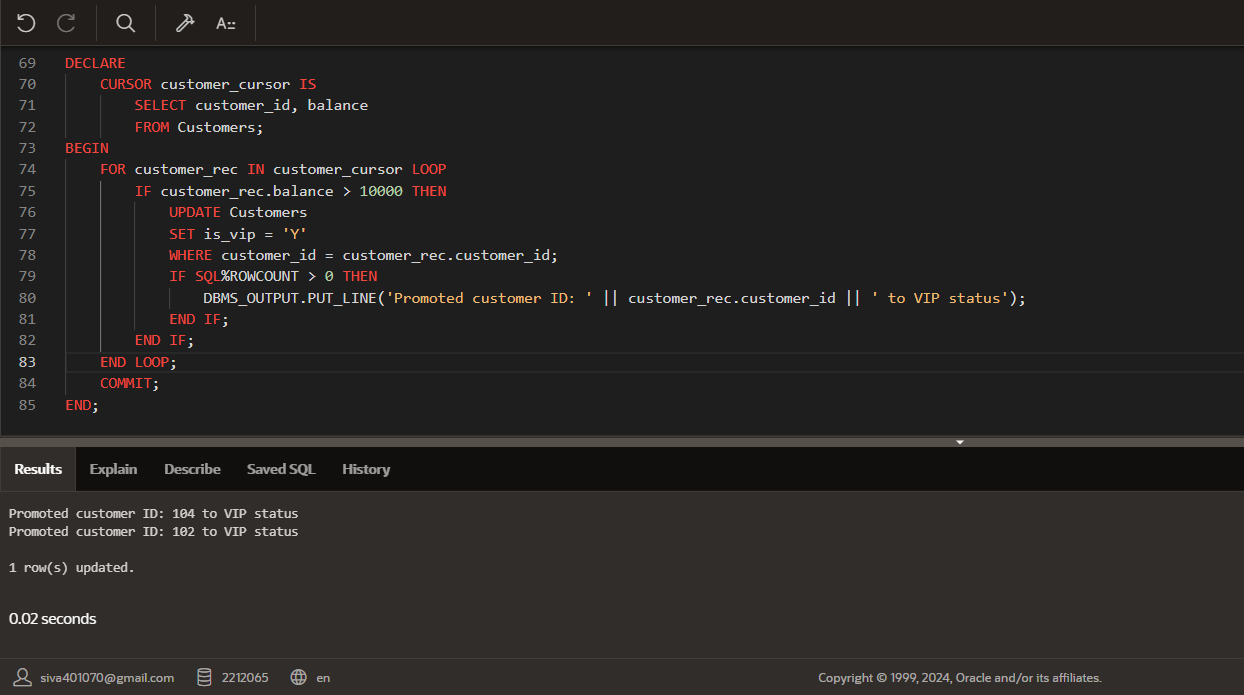 A::
69 DECLARE
70 CURSOR customer_cursor IS
71 SELECT customer_id, balance
72 FROM Customers;
73 BEGIN
74 FOR customer_rec IN customer_cursor LOOP
75 IF customer_rec.balance > 10000 THEN
76 UPDATE Customers
77 SET is_vip = 'Y'
78 WHERE customer_id = customer_rec.customer_id;
79 IF SQL%ROWCOUNT > 0 THEN
80 DBMS_OUTPUT.PUT_LINE('Promoted customer ID: ' || customer_rec.customer_id || ' to VIP status');
81 END IF;
82 END IF;
83 END LOOP;
84 COMMIT;
85 END;
Results Explain Describe Saved SQL History
Promoted customer ID: 104 to VIP status
Promoted customer ID: 102 to VIP status
1 row(s) updated.
0.02 seconds
siva401070@gmail.com 2212065 en Copyright © 1999, 2024, Oracle and/or its affiliates.